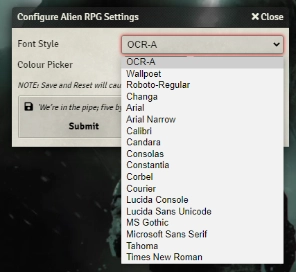 Configure Alien RPG Settings
✕ Close
Font Style
OCR-A
Colour Picker
OCR-A
Wallpoet
Roboto-Regular
Changa
Arial
Arial Narrow
Calibri
Candara
Consolas
Constantia
Corbel
Courier
Lucida Console
Lucida Sans Unicode
MS Gothic
Microsoft Sans Serif
Tahoma
Times New Roman
NOTE: Save and Reset will cau
'We're in the pipe; five by
Submit